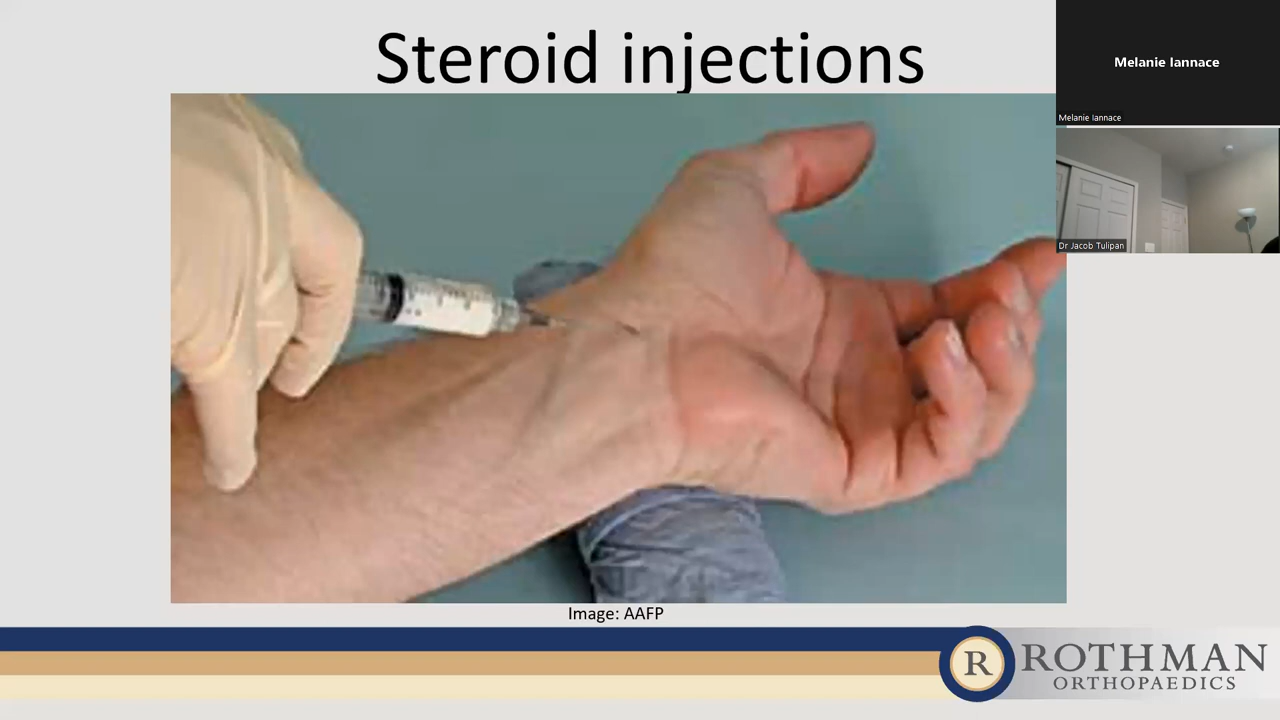 Steroid injections
Melanie Iannace
Melanie Iannace
Dr Jacob Tulipan
Image: AAFP
R
ROTHMAN
ORTHOPAEDICS